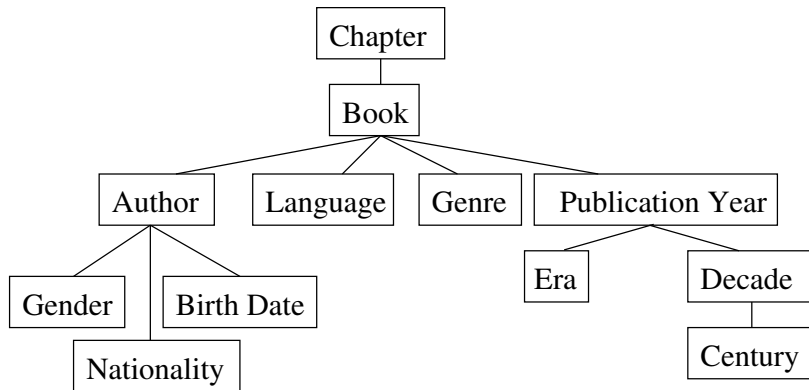 Chapter
Book
Author
Language
Genre
Publication Year
Gender
Birth Date
Era
Decade
Nationality
Century